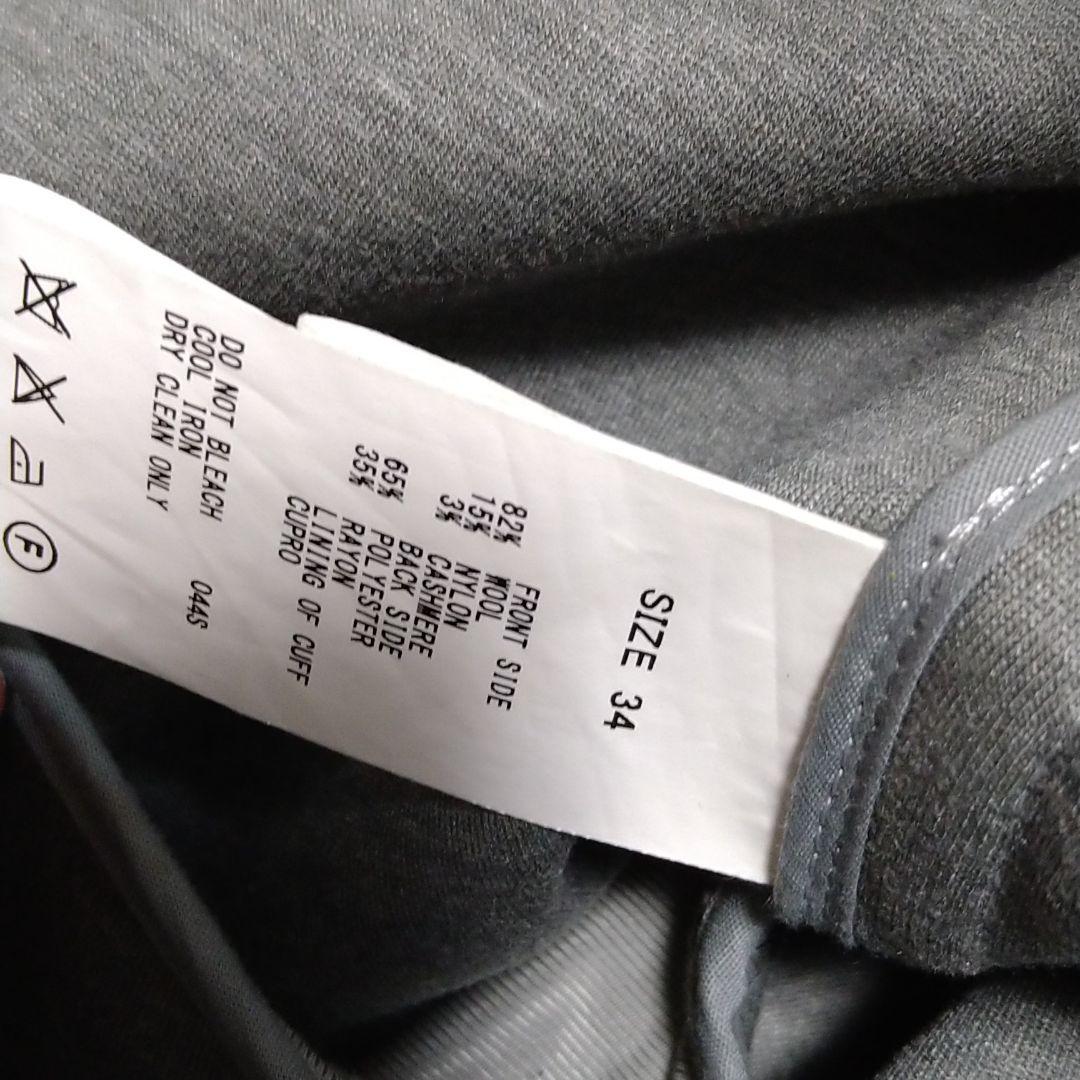 SIZE 34
FRONT SIDE
82% WOOL
15% NYLON
3% CASHMERE
BACK SIDE
65% POLYESTER
35% RAYON
LINING OF CUFF
CUPRO
DO NOT BLEACH 044S
COOL IRON
DRY CLEAN ONLY
F